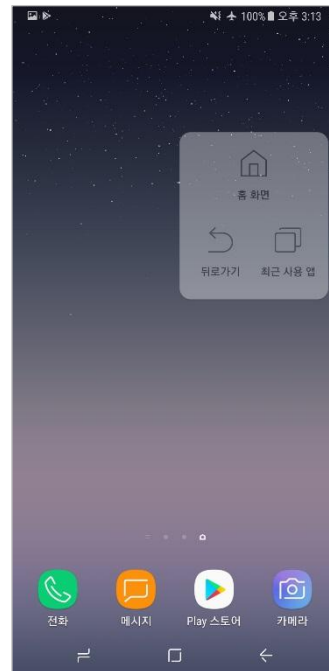 100% 오후 3:13
홈 화면
뒤로가기 최근 사용 앱
전화 메시지 Play 스토어 카메라